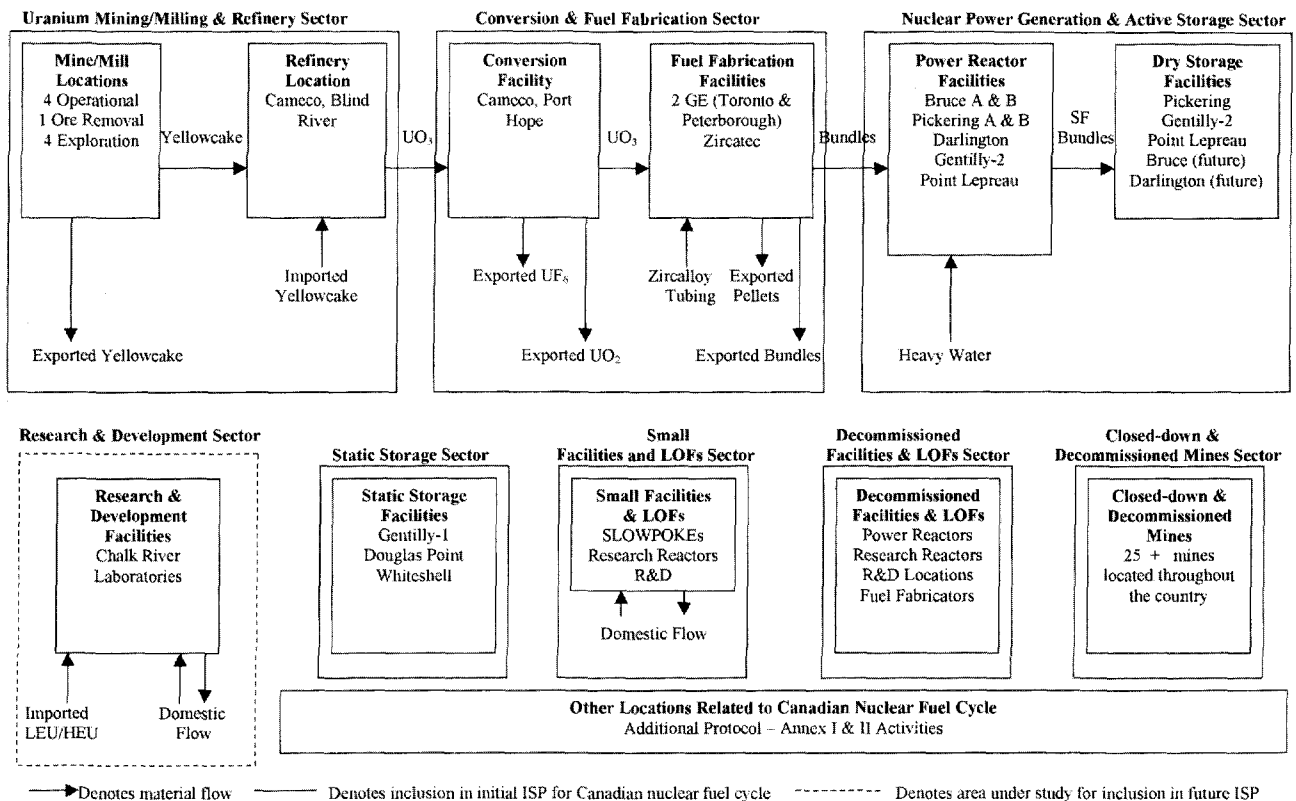 Uranium Mining/Milling & Refinery Sector
Mine/Mill
Locations
4 Operational
1 Ore Removal
4 Exploration
Yellowcake
Refinery
Location
Cameco, Blind
River
Imported
Yellowcake
Exported Yellowcake
UO₃
Conversion & Fuel Fabrication Sector
Conversion
Facility
Cameco, Port
Hope
UO₃
Fuel Fabrication
Facilities
2 GE (Toronto &
Peterborough)
Zircatec
Exported UF₆
Exported UO₂
Zircalloy
Tubing
Exported
Pellets
Exported Bundles
Bundles
Nuclear Power Generation & Active Storage Sector
Power Reactor
Facilities
Bruce A & B
Pickering A & B
Darlington
Gentilly-2
Point Lepreau
SF
Bundles
Dry Storage
Facilities
Pickering
Gentilly-2
Point Lepreau
Bruce (future)
Darlington (future)
Heavy Water
Research & Development Sector
Research &
Development
Facilities
Chalk River
Laboratories
Imported
LEU/HEU
Domestic
Flow
Static Storage Sector
Static Storage
Facilities
Gentilly-1
Douglas Point
Whiteshell
Small
Facilities and LOFs Sector
Small Facilities
& LOFs
SLOWPOKEs
Research Reactors
R&D
Domestic Flow
Decommissioned
Facilities & LOFs Sector
Decommissioned
Facilities & LOFs
Power Reactors
Research Reactors
R&D Locations
Fuel Fabricators
Closed-down &
Decommissioned Mines Sector
Closed-down &
Decommissioned
Mines
25 + mines
located throughout
the country
Other Locations Related to Canadian Nuclear Fuel Cycle
Additional Protocol – Annex I & II Activities
Denotes material flow
Denotes inclusion in initial ISP for Canadian nuclear fuel cycle
Denotes area under study for inclusion in future ISP